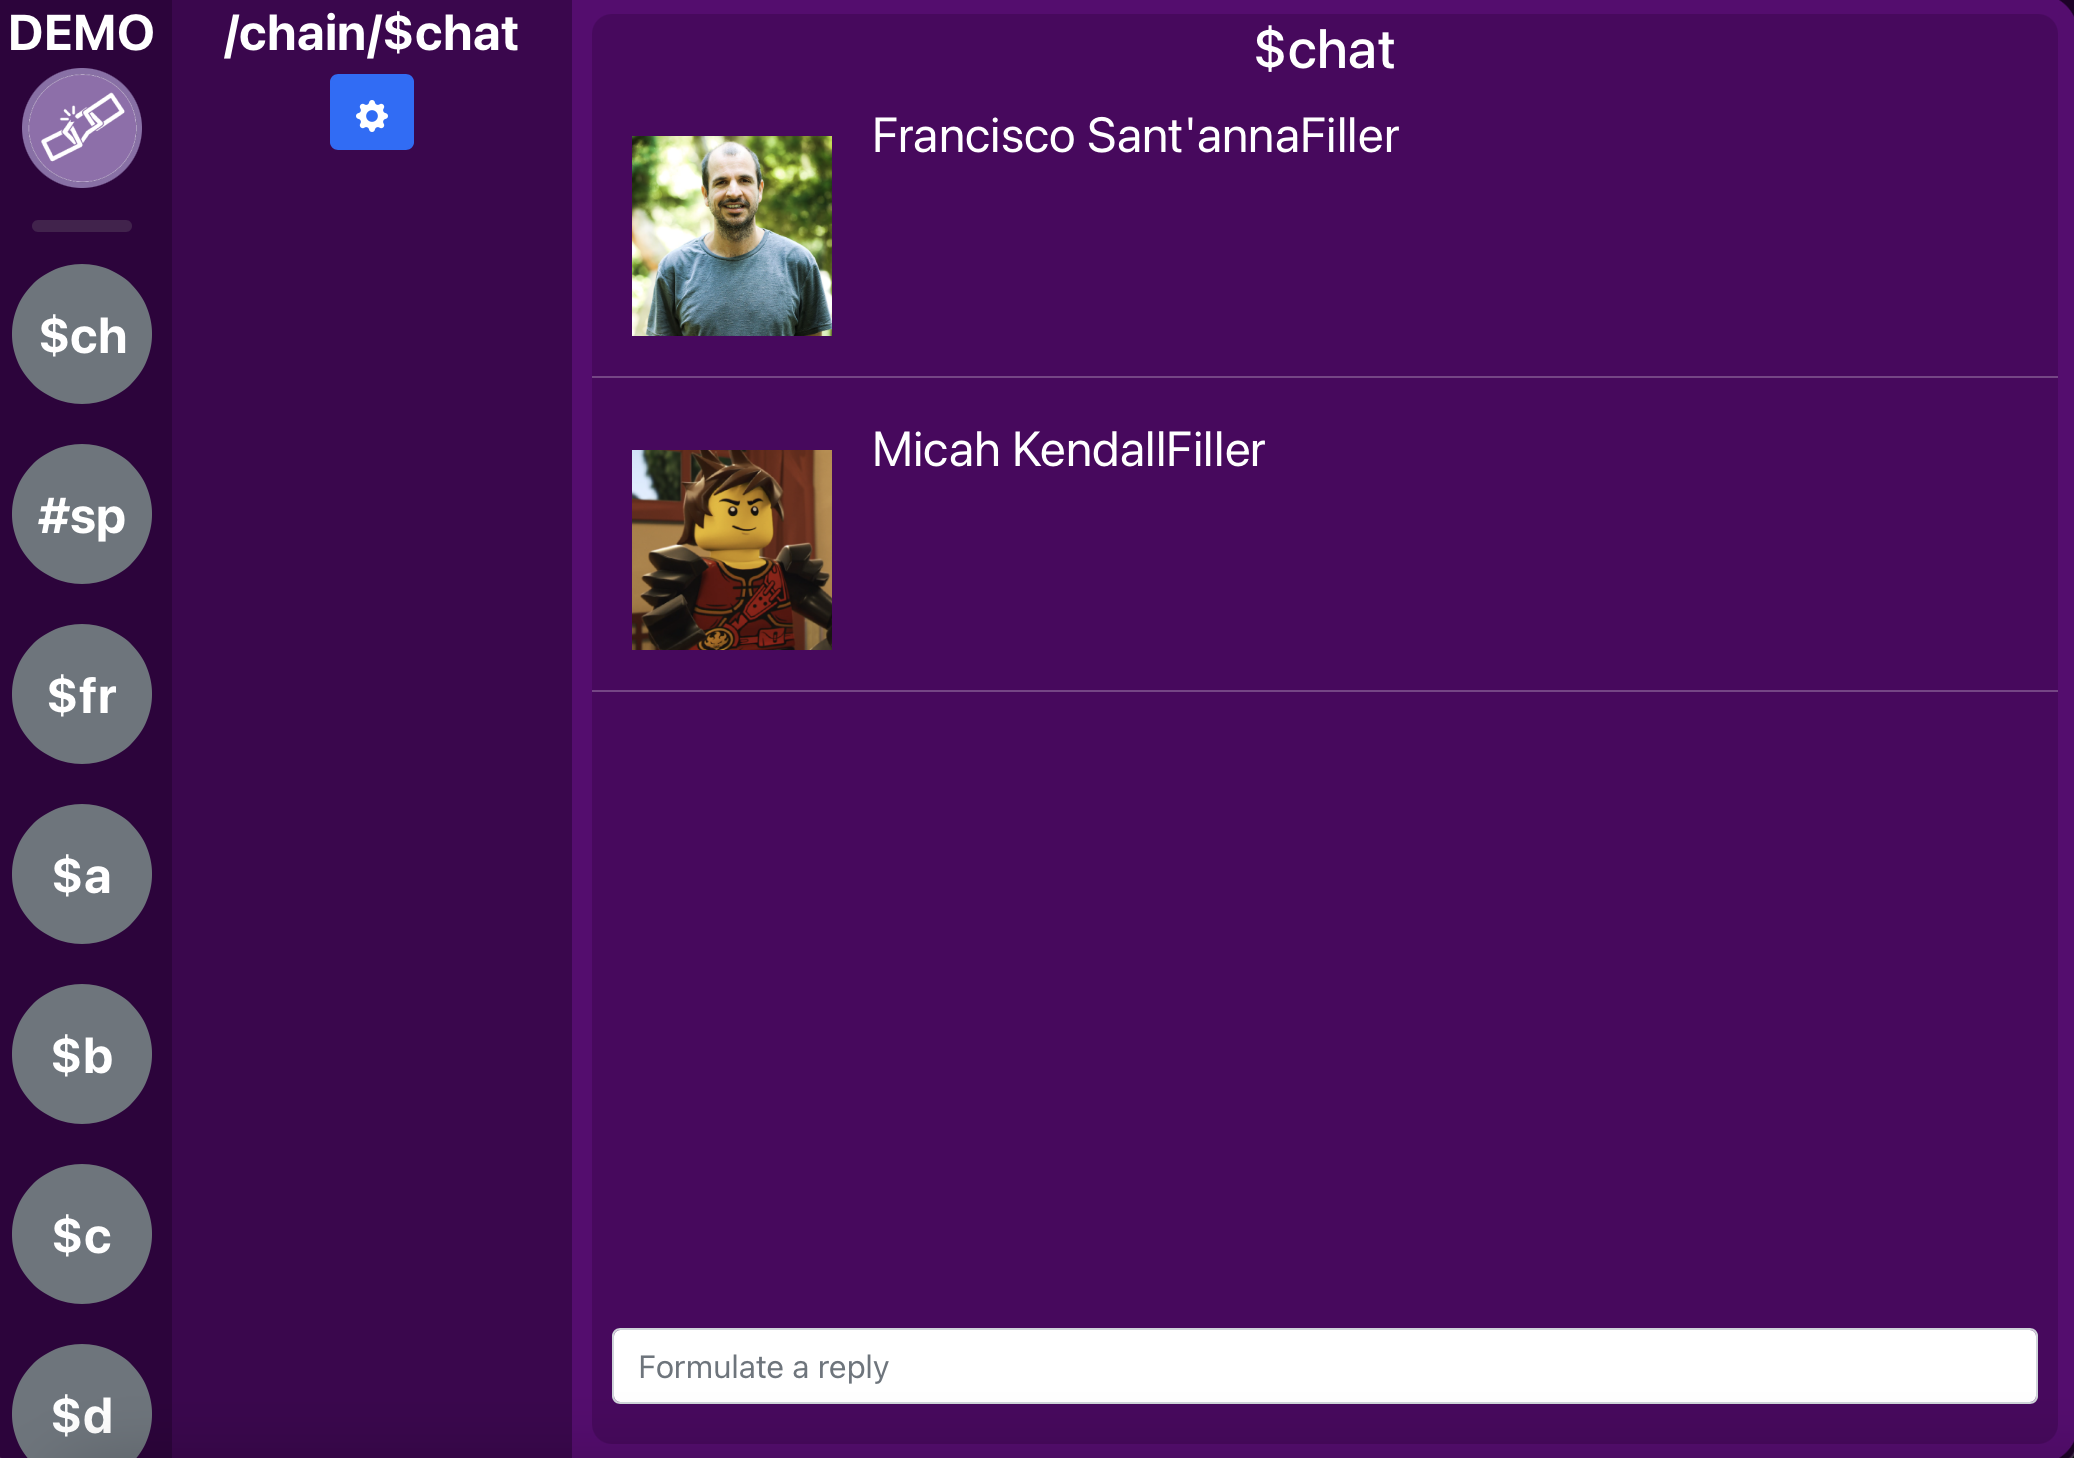 DEMO
$ch
#sp
$fr
$a
$b
$c
$d
/chain/$chat
$chat
Francisco Sant'annaFiller
Micah KendallFiller
Formulate a reply